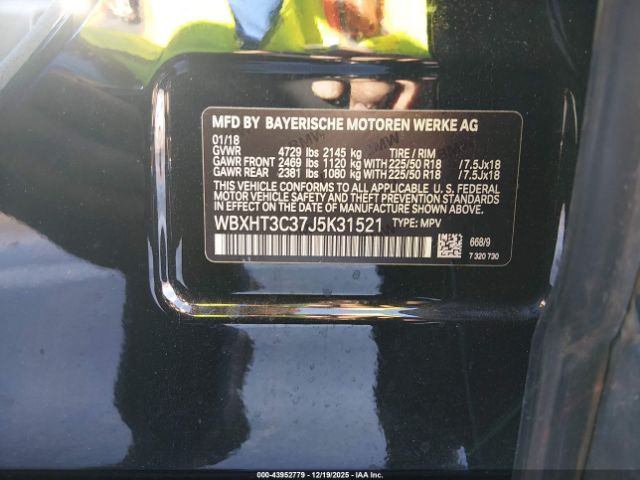 MFD BY BAYERISCHE MOTOREN WERKE AG
01/18
GVWR 4729 lbs 2145 kg TIRE / RIM
GAWR FRONT 2469 lbs 1120 kg WITH 225/50 R18 /7.5Jx18
GAWR REAR 2381 lbs 1080 kg WITH 225/50 R18 /7.5Jx18
THIS VEHICLE CONFORMS TO ALL APPLICABLE U. S. FEDERAL
MOTOR VEHICLE SAFETY AND THEFT PREVENTION STANDARDS
IN EFFECT ON THE DATE OF MANUFACTURE SHOWN ABOVE.
WBXHT3C37J5K31521 TYPE: MPV
668/9
7 320 730
000-43952779 - 12/19/2025 - IAAI.COM